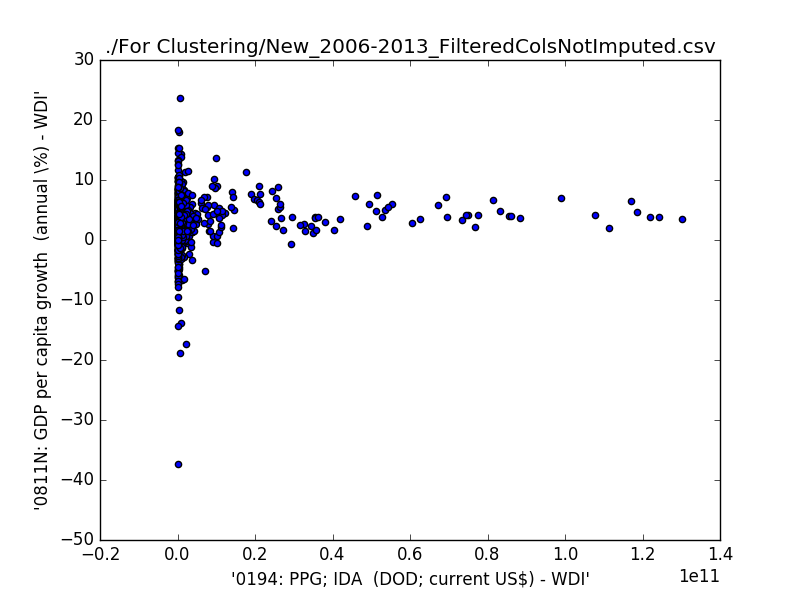 ./For Clustering/New_2006-2013_FilteredColsNotImputed.csv
30
20
10
0
−10
−20
−30
−40
−50
'0811N: GDP per capita growth  (annual \%) - WDI'
−0.2 0.0 0.2 0.4 0.6 0.8 1.0 1.2 1.4
1e11
'0194: PPG; IDA  (DOD; current US$) - WDI'